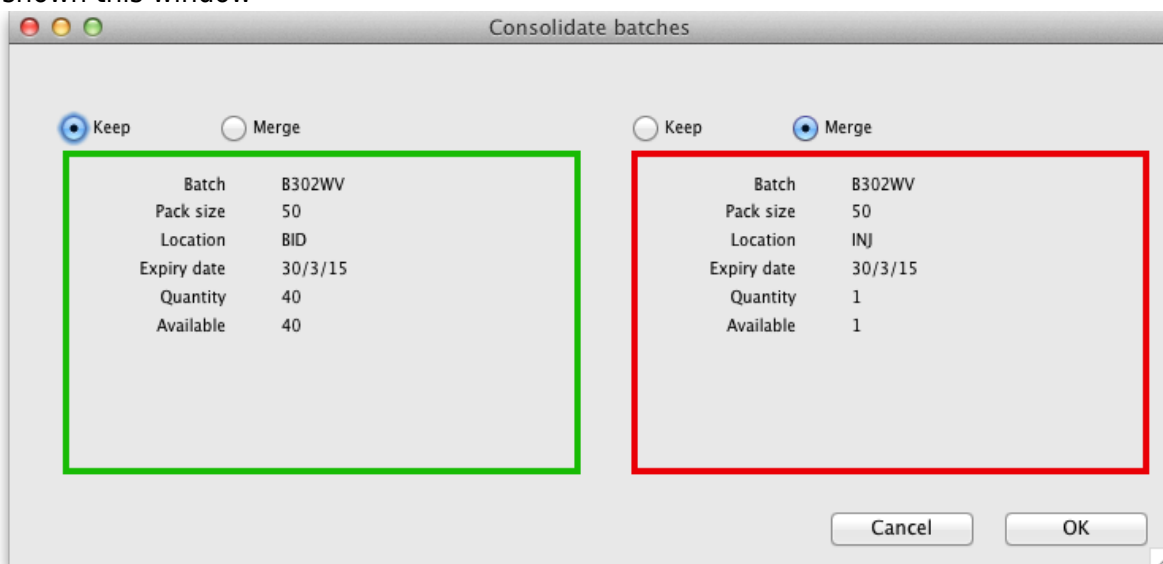 shown this window
Consolidate batches
Keep Merge
Batch B302WV
Pack size 50
Location BID
Expiry date 30/3/15
Quantity 40
Available 40
Keep Merge
Batch B302WV
Pack size 50
Location INJ
Expiry date 30/3/15
Quantity 1
Available 1
Cancel OK